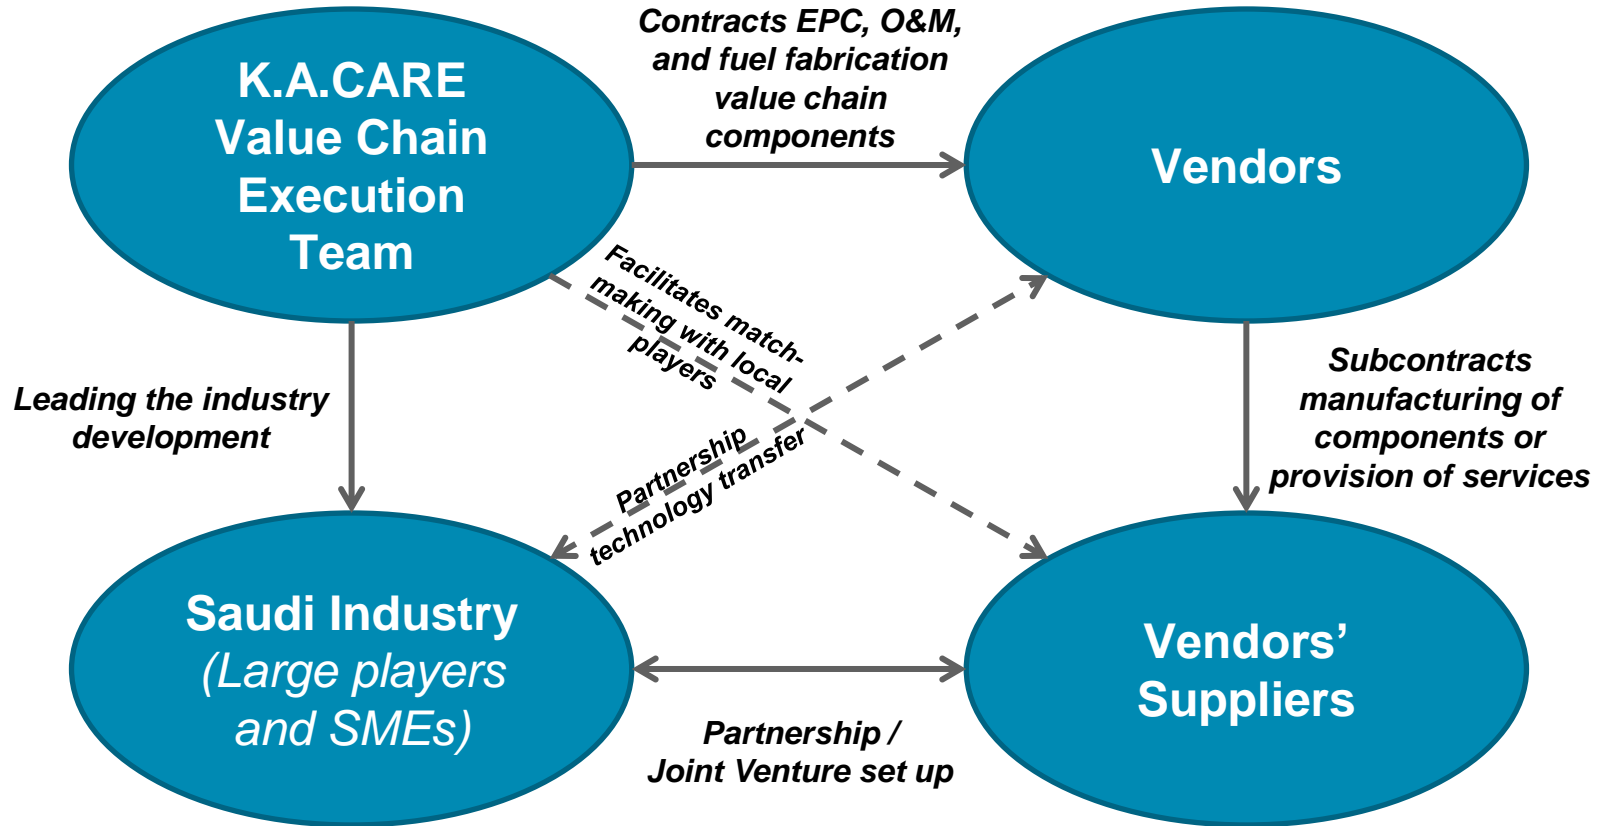 K.A.CARE
Value Chain
Execution
Team
Contracts EPC, O&M,
and fuel fabrication
value chain
components
Vendors
Facilitates match-
making with local
players
Leading the industry
development
Partnership
technology transfer
Subcontracts
manufacturing of
components or
provision of services
Saudi Industry
(Large players
and SMEs)
Partnership /
Joint Venture set up
Vendors’
Suppliers